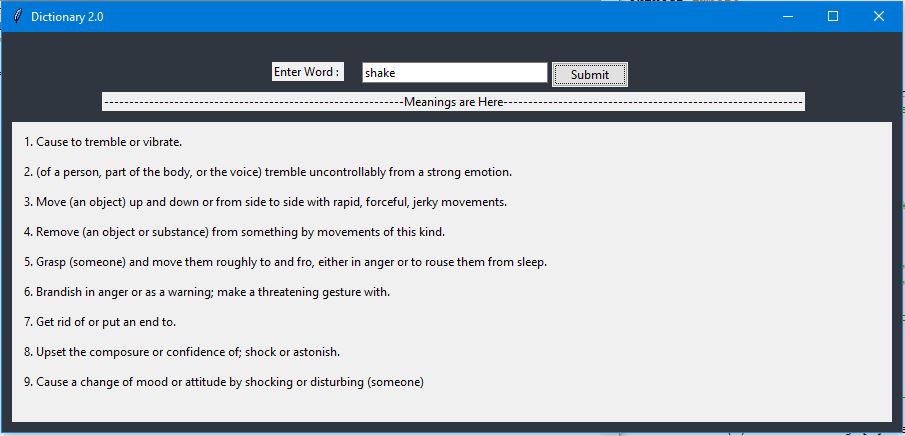 Dictionary 2.0
Enter Word : shake Submit
------------------------------------------------------------------------------------Meanings are Here------------------------------------------------------------------------------------
1. Cause to tremble or vibrate.
2. (of a person, part of the body, or the voice) tremble uncontrollably from a strong emotion.
3. Move (an object) up and down or from side to side with rapid, forceful, jerky movements.
4. Remove (an object or substance) from something by movements of this kind.
5. Grasp (someone) and move them roughly to and fro, either in anger or to rouse them from sleep.
6. Brandish in anger or as a warning; make a threatening gesture with.
7. Get rid of or put an end to.
8. Upset the composure or confidence of; shock or astonish.
9. Cause a change of mood or attitude by shocking or disturbing (someone)